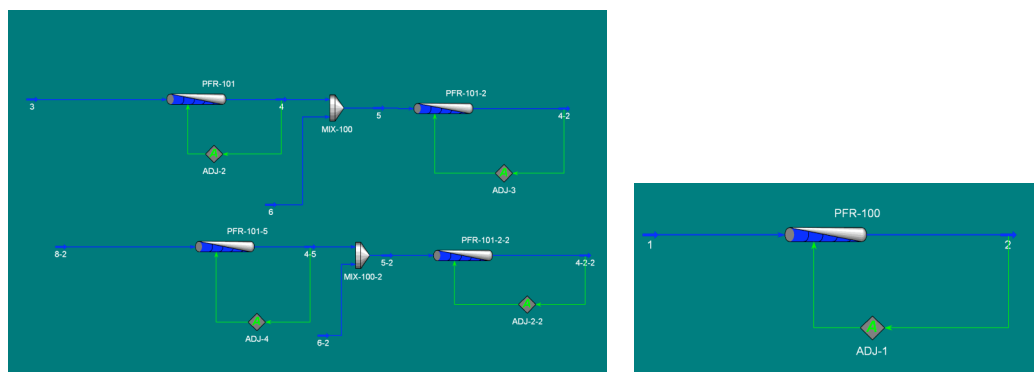 PFR-101
3
4
MIX-100
5
PFR-101-2
4-2
A
ADJ-2
A
ADJ-3
6
8-2
PFR-101-5
4-5
MIX-100-2
5-2
PFR-101-2-2
4-2-2
A
ADJ-4
6-2
A
ADJ-2-2
PFR-100
1
2
A
ADJ-1